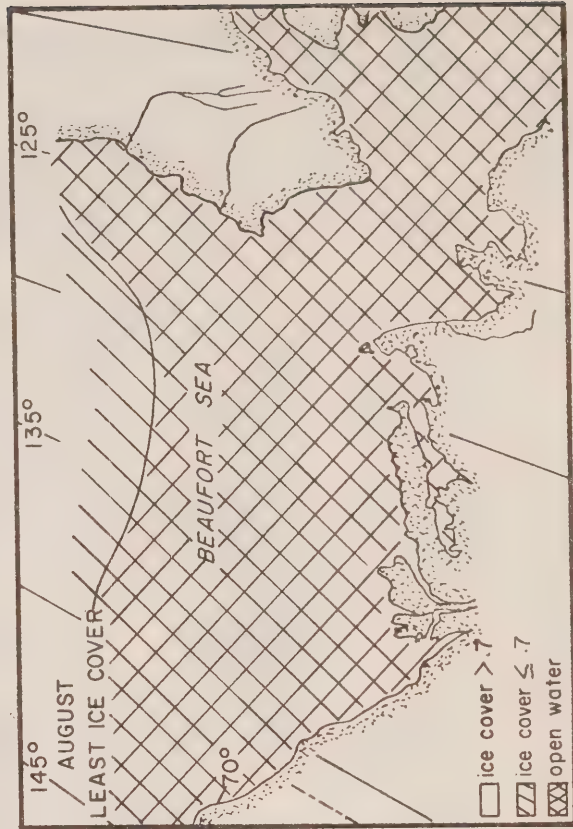 145°
135°
125°
AUGUST
LEAST ICE COVER
BEAUFORT SEA
70°
ice cover > .7
ice cover ≤ .7
open water